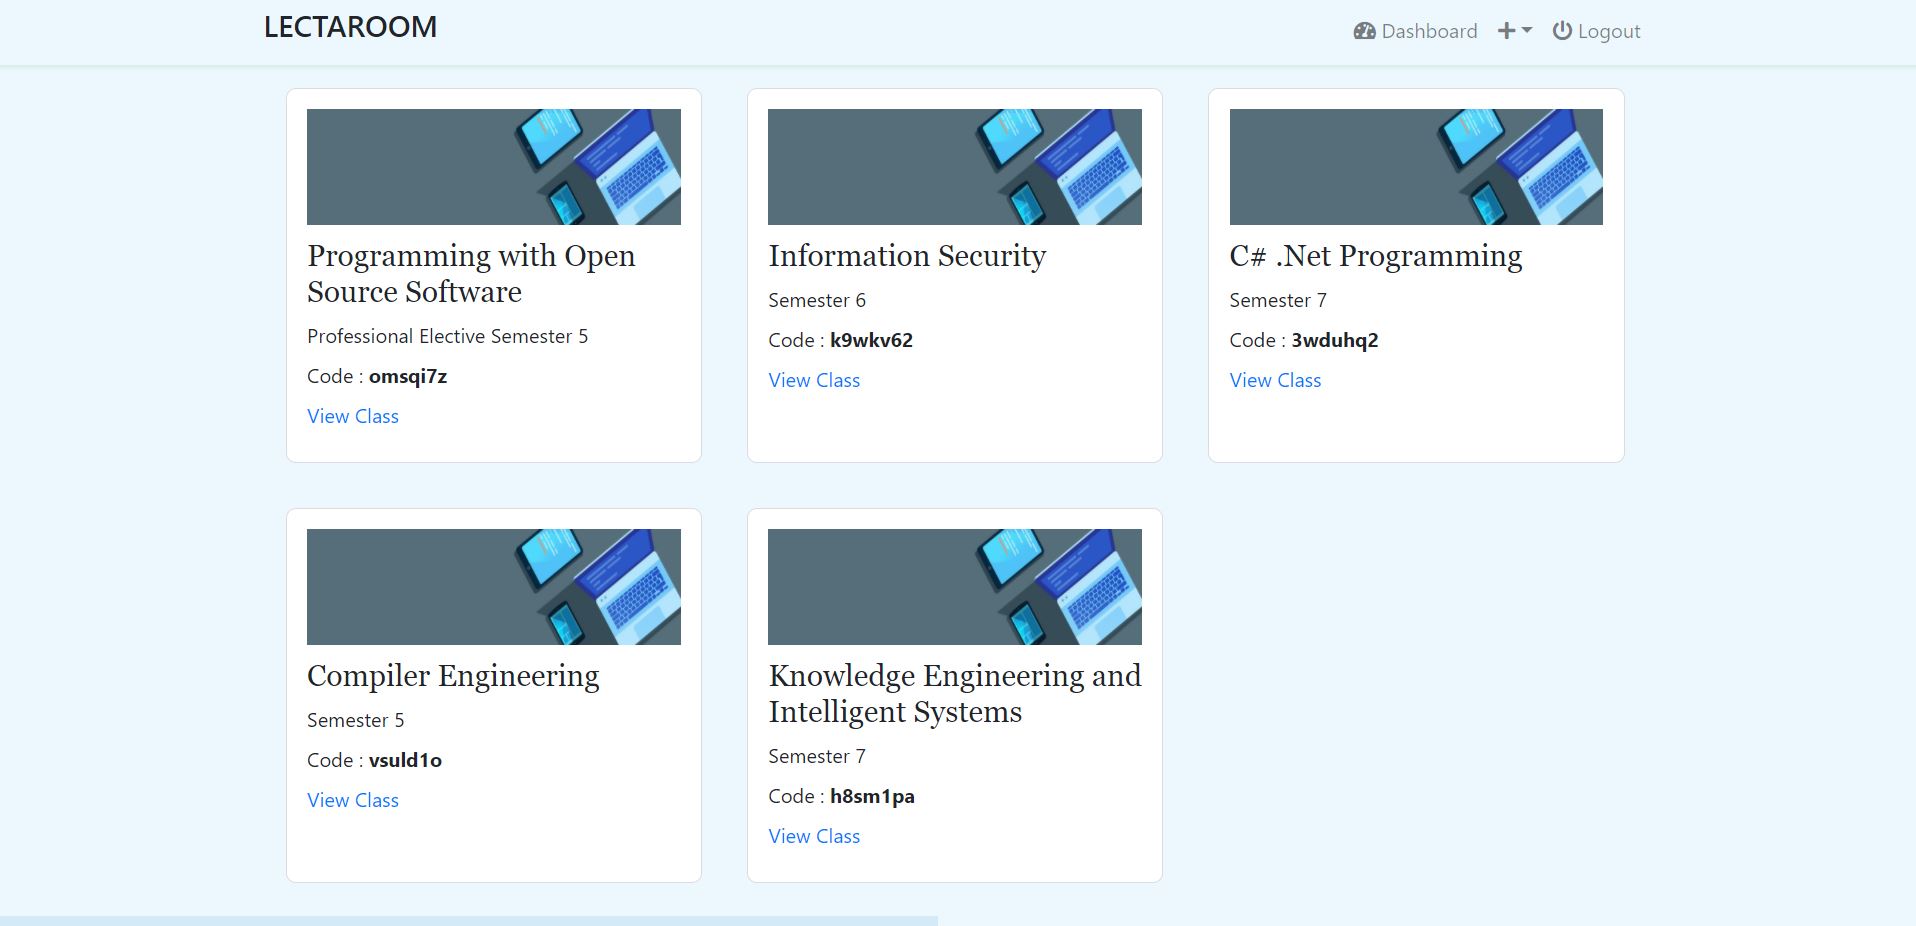 LECTAROOM
Dashboard
Logout
Programming with Open
Source Software
Professional Elective Semester 5
Code : omsqi7z
View Class
Information Security
Semester 6
Code : k9wkv62
View Class
C# .Net Programming
Semester 7
Code : 3wduhq2
View Class
Compiler Engineering
Semester 5
Code : vsuld1o
View Class
Knowledge Engineering and
Intelligent Systems
Semester 7
Code : h8sm1pa
View Class